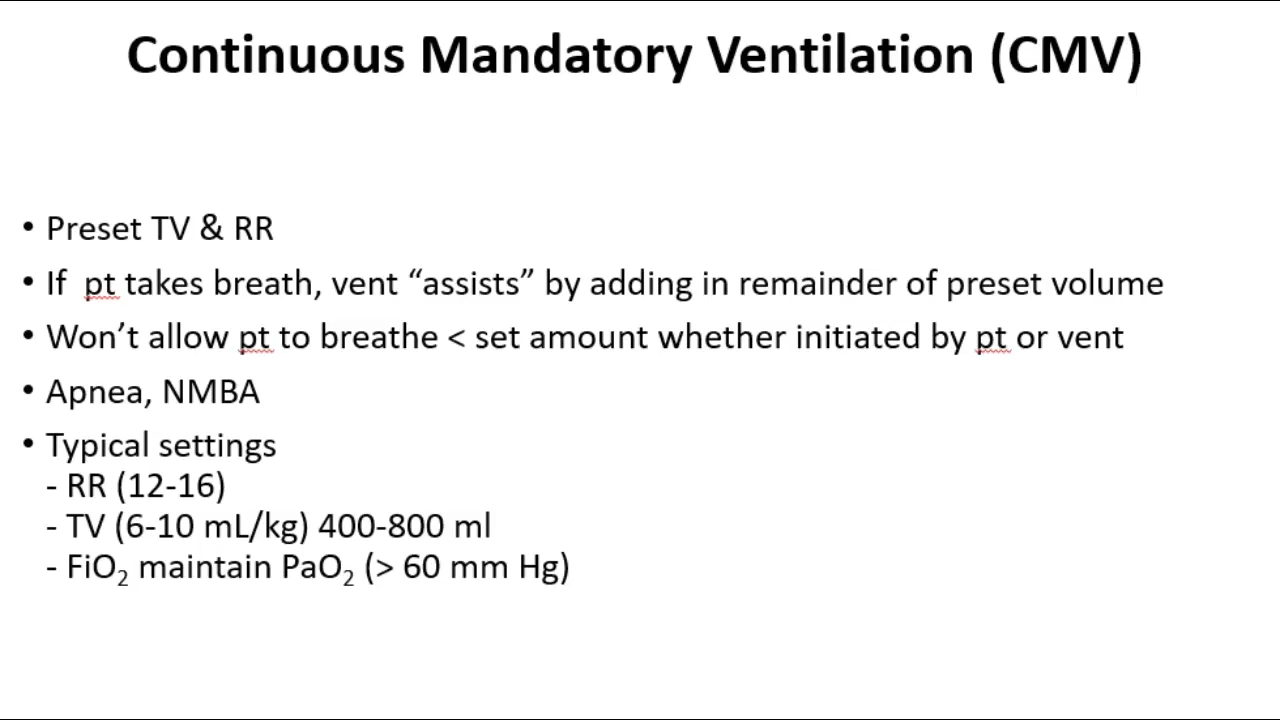 Continuous Mandatory Ventilation (CMV)
• Preset TV & RR
• If  pt takes breath, vent “assists” by adding in remainder of preset volume
• Won’t allow pt to breathe < set amount whether initiated by pt or vent
• Apnea, NMBA
• Typical settings
- RR (12-16)
- TV (6-10 mL/kg) 400-800 ml
- FiO₂ maintain PaO₂ (> 60 mm Hg)